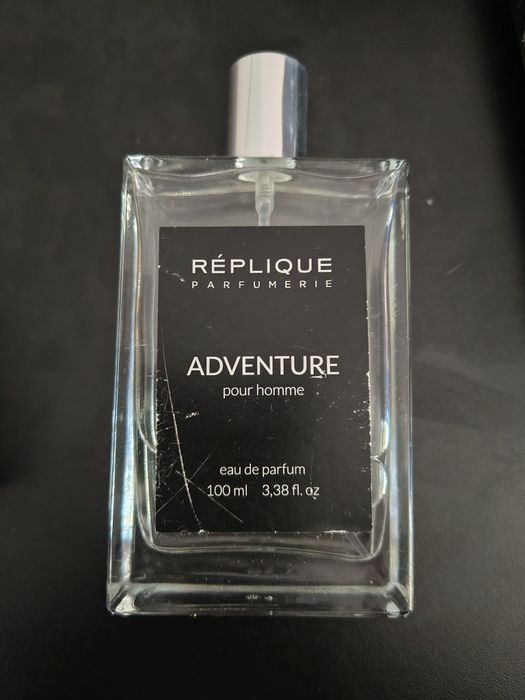 RÉPLIQUE
PARFUMERIE
ADVENTURE
pour homme
eau de parfum
100 ml 3,38 fl. oz